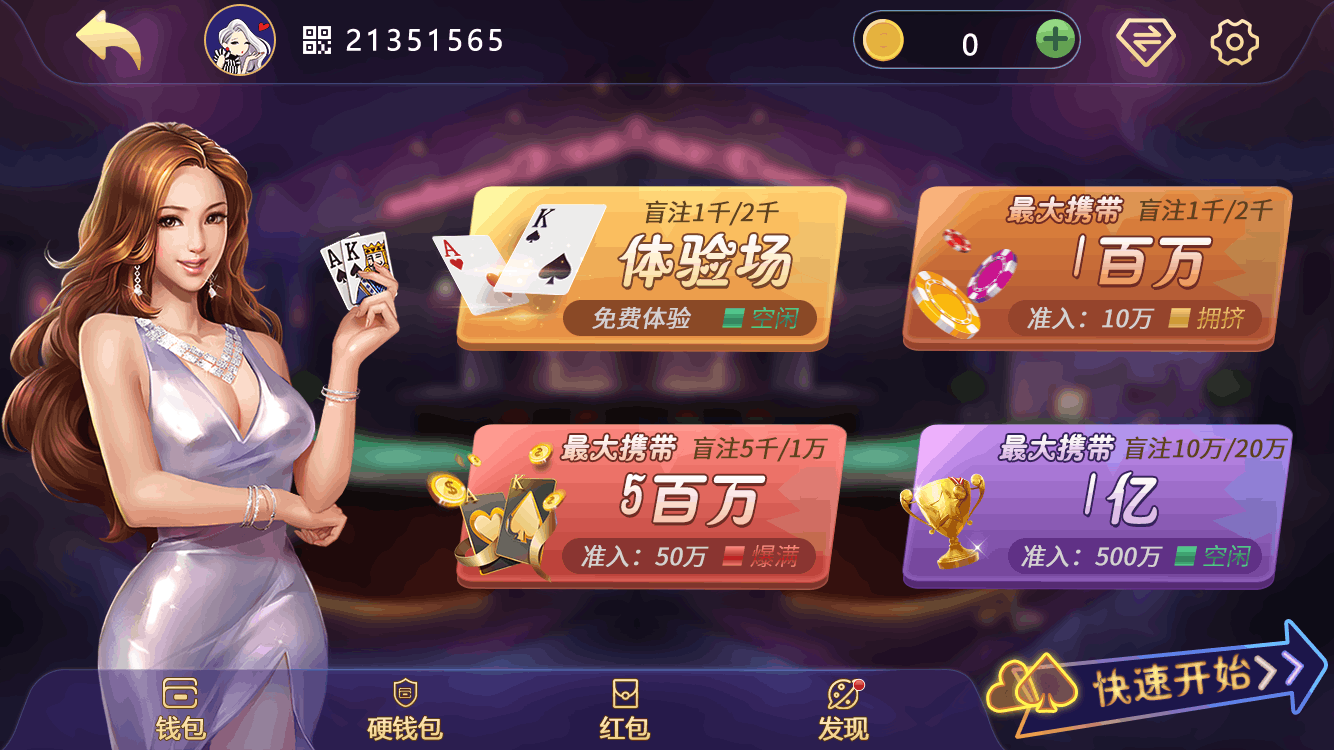 21351565
0
盲注1千/2千
体验场
免费体验 空闲
最大携带 盲注1千/2千
1百万
准入：10万 拥挤
最大携带 盲注5千/1万
5百万
准入：50万 爆满
最大携带 盲注10万/20万
1亿
准入：500万 空闲
钱包
硬钱包
红包
发现
快速开始
A
K
A
K
A
K